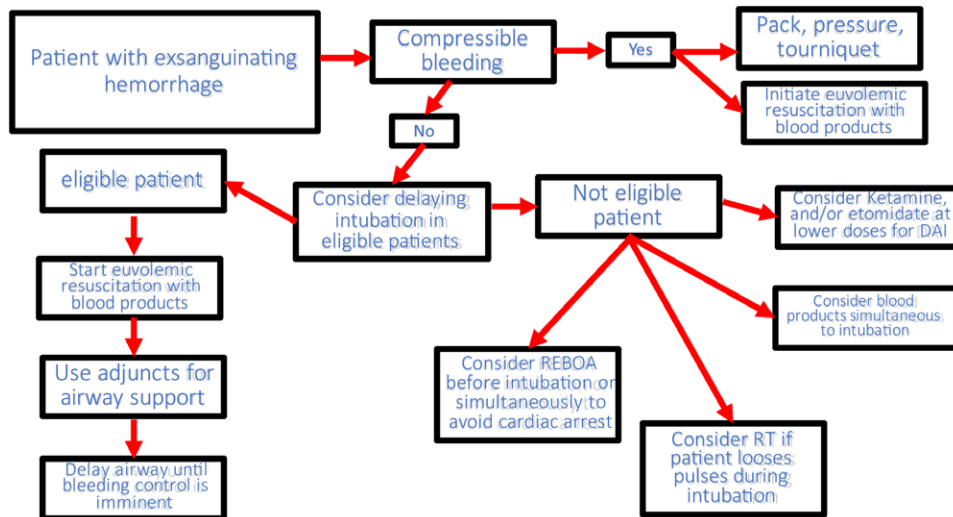 Patient with exsanguinating
hemorrhage
Compressible
bleeding
Yes
Pack, pressure,
tourniquet
Initiate euvolemic
resuscitation with
blood products
No
eligible patient
Consider delaying
intubation in
eligible patients
Not eligible
patient
Consider Ketamine,
and/or etomidate at
lower doses for DAI
Start euvolemic
resuscitation with
blood products
Consider blood
products simultaneous
to intubation
Use adjuncts for
airway support
Consider REBOA
before intubation or
simultaneously to
avoid cardiac arrest
Consider RT if
patient looses
pulses during
intubation
Delay airway until
bleeding control is
imminent